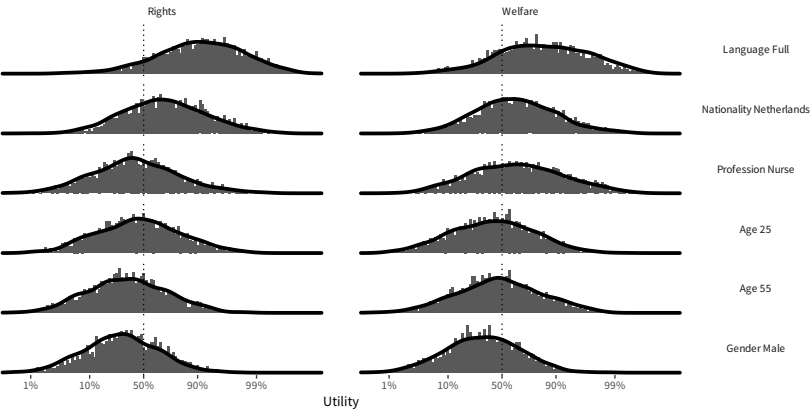 Rights
Welfare
Language Full
Nationality Netherlands
Profession Nurse
Age 25
Age 55
Gender Male
1% 10% 50% 90% 99%
1% 10% 50% 90% 99%
Utility